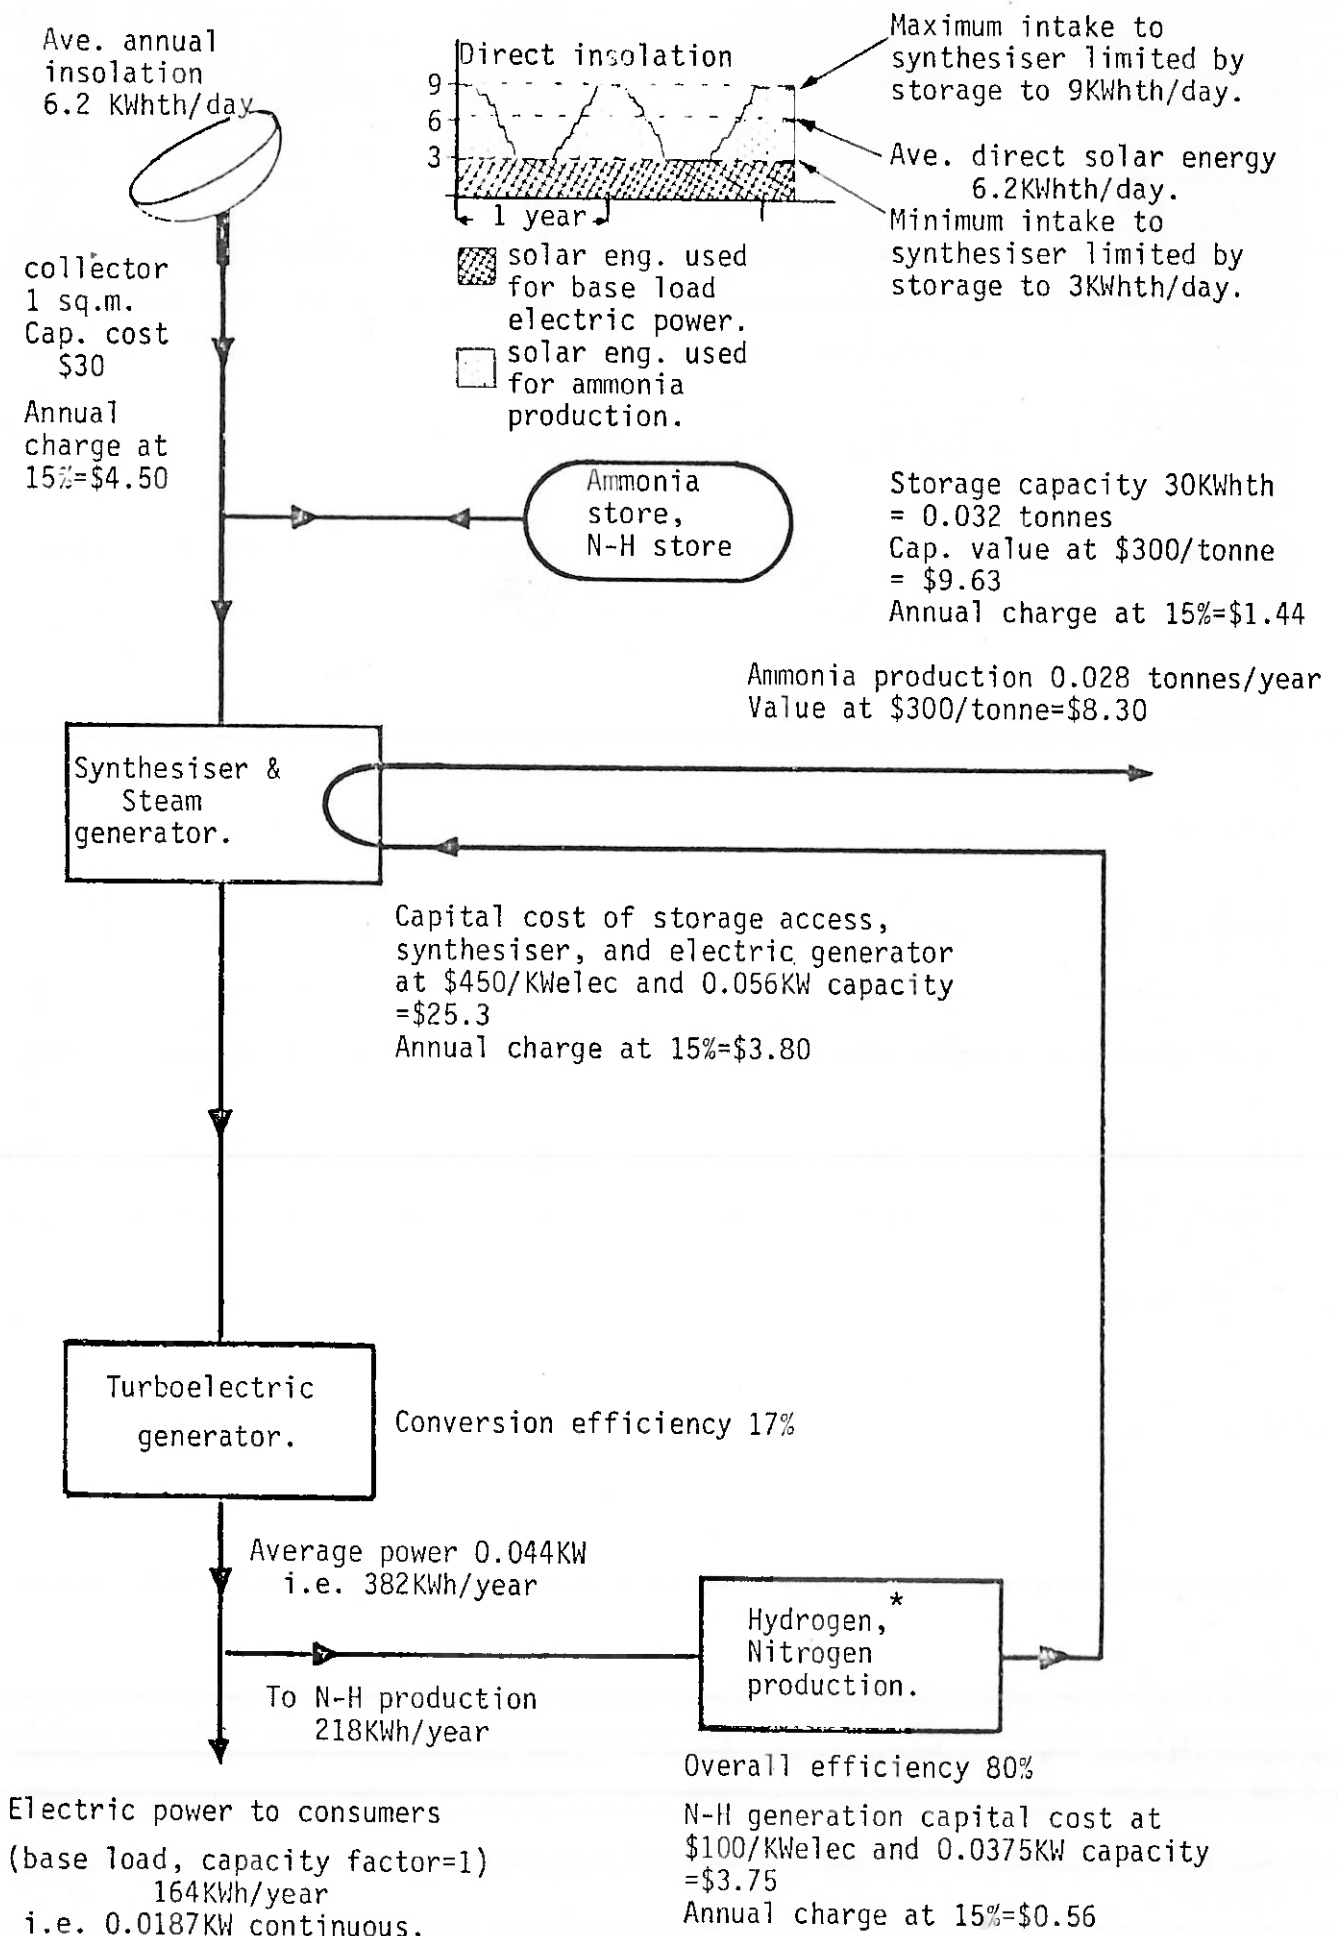 Ave. annual
insolation
6.2 KWhth/day
Direct insolation
9
6
3
1 year
Maximum intake to
synthesiser limited by
storage to 9KWhth/day.
Ave. direct solar energy
6.2KWhth/day.
Minimum intake to
synthesiser limited by
storage to 3KWhth/day.
solar eng. used
for base load
electric power.
solar eng. used
for ammonia
production.
collector
1 sq.m.
Cap. cost
$30
Annual
charge at
15%=$4.50
Ammonia
store,
N-H store
Storage capacity 30KWhth
= 0.032 tonnes
Cap. value at $300/tonne
= $9.63
Annual charge at 15%=$1.44
Ammonia production 0.028 tonnes/year
Value at $300/tonne=$8.30
Synthesiser &
Steam
generator.
Capital cost of storage access,
synthesiser, and electric generator
at $450/KWelec and 0.056KW capacity
=$25.3
Annual charge at 15%=$3.80
Turboelectric
generator.
Conversion efficiency 17%
Average power 0.044KW
i.e. 382KWh/year
To N-H production
218KWh/year
Hydrogen,*
Nitrogen
production.
Overall efficiency 80%
N-H generation capital cost at
$100/KWelec and 0.0375KW capacity
=$3.75
Annual charge at 15%=$0.56
Electric power to consumers
(base load, capacity factor=1)
164KWh/year
i.e. 0.0187KW continuous.